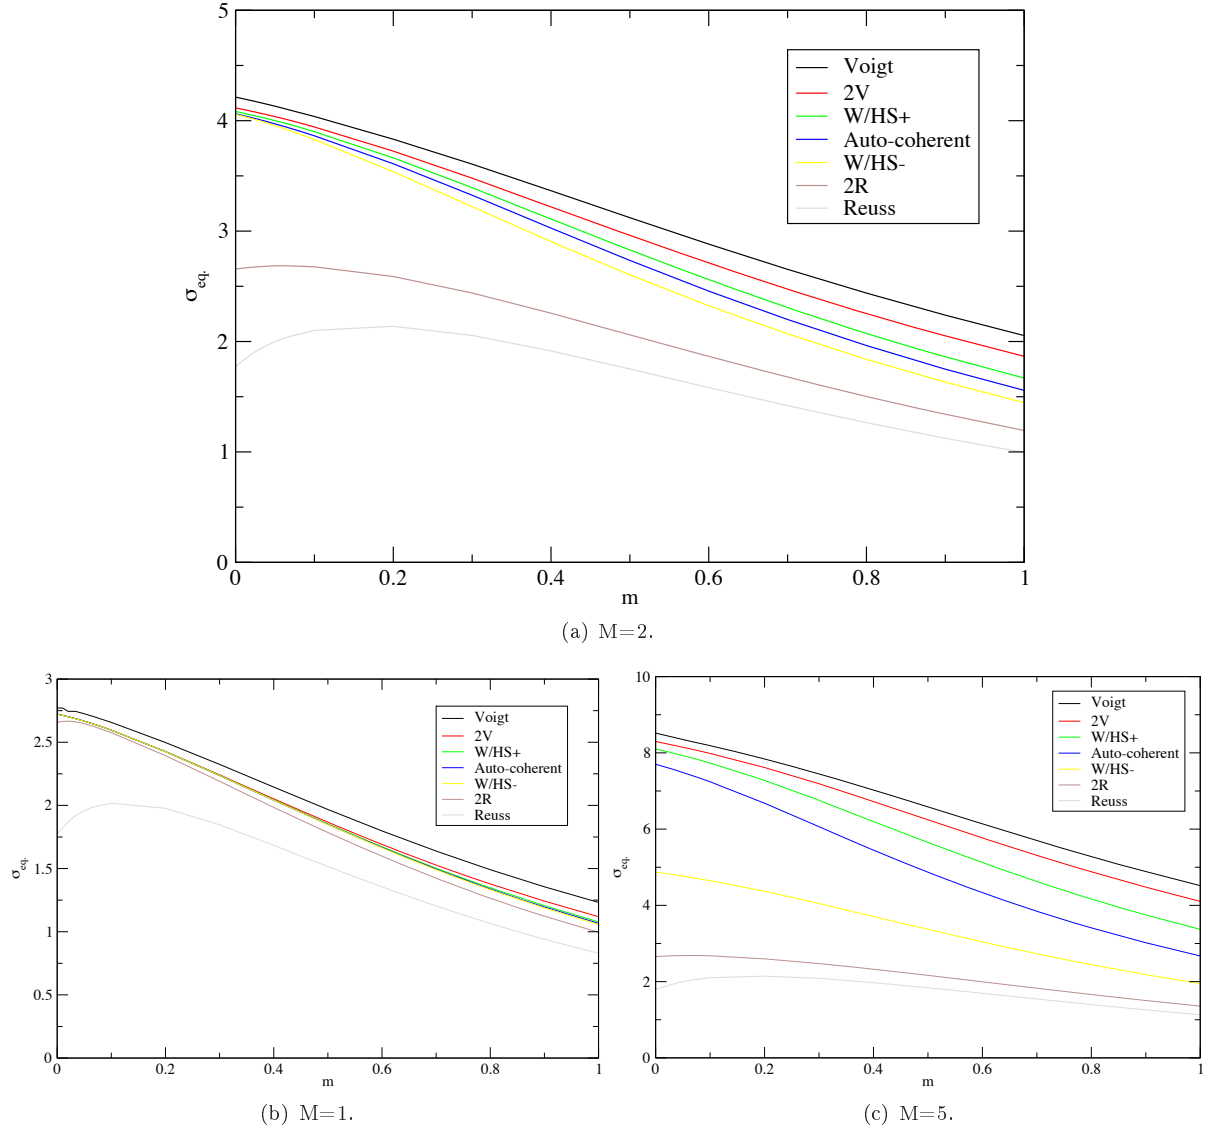 5
4
3
2
1
0
σeq.
0
0.2
0.4
0.6
0.8
1
m
Voigt
2V
W/HS+
Auto-coherent
W/HS-
2R
Reuss
(a) M=2.
3
2.5
2
1.5
1
0.5
0
σeq.
0
0.2
0.4
0.6
0.8
1
m
Voigt
2V
W/HS+
Auto-coherent
W/HS-
2R
Reuss
(b) M=1.
10
8
6
4
2
0
σeq.
0
0.2
0.4
0.6
0.8
1
m
Voigt
2V
W/HS+
Auto-coherent
W/HS-
2R
Reuss
(c) M=5.